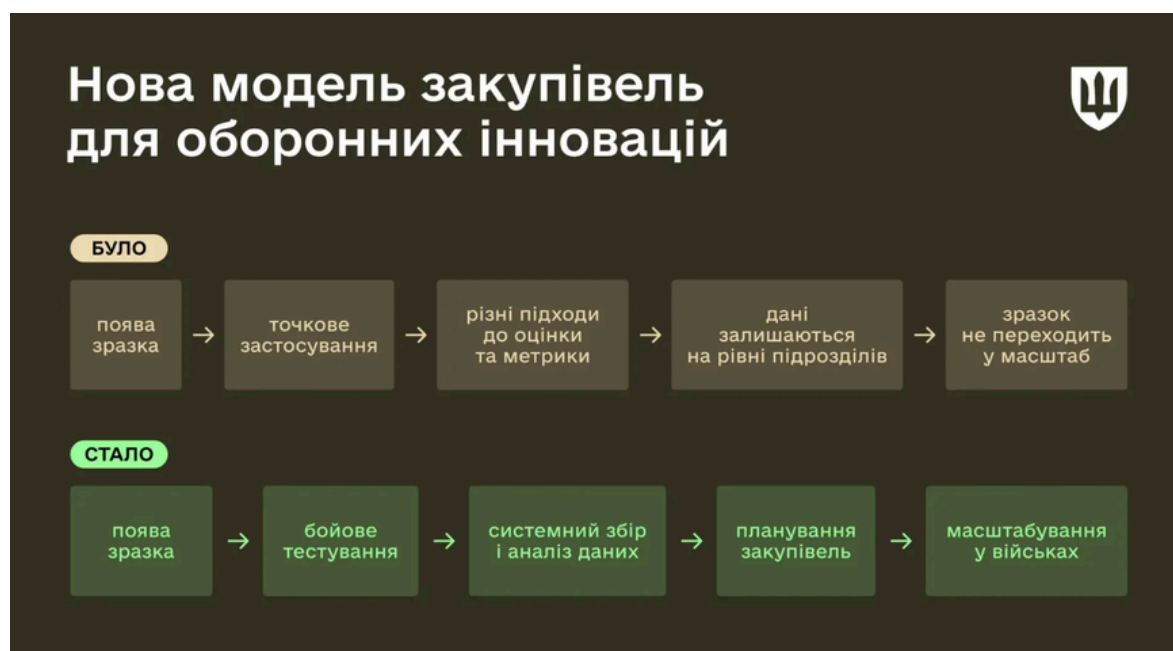 Нова модель закупівель
для оборонних інновацій
БУЛО
поява
зразка
→
точкове
застосування
→
різні підходи
до оцінки
та метрики
→
дані
залишаються
на рівні підрозділів
→
зразок
не переходить
у масштаб
СТАЛО
поява
зразка
→
бойове
тестування
→
системний збір
і аналіз даних
→
планування
закупівель
→
масштабування
у військах